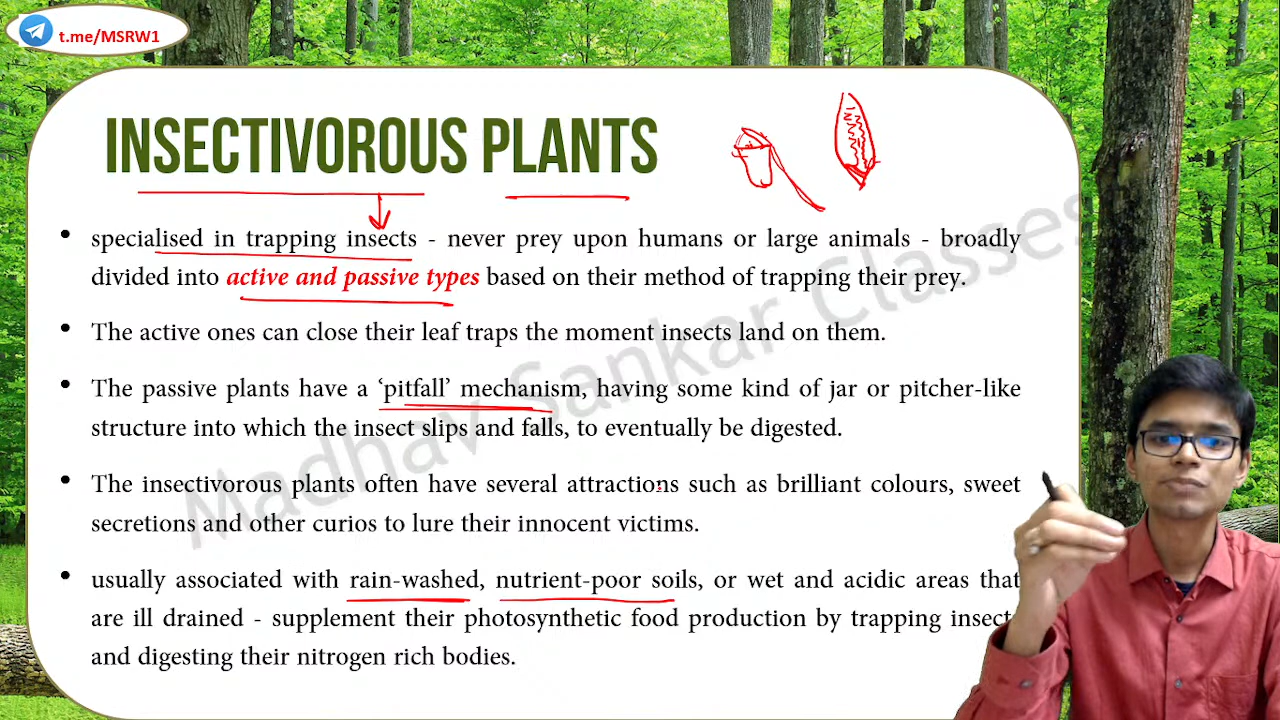 t.me/MSRW1
INSECTIVOROUS PLANTS
• specialised in trapping insects - never prey upon humans or large animals - broadly
divided into active and passive types based on their method of trapping their prey.
• The active ones can close their leaf traps the moment insects land on them.
• The passive plants have a ‘pitfall’ mechanism, having some kind of jar or pitcher-like
structure into which the insect slips and falls, to eventually be digested.
• The insectivorous plants often have several attractions such as brilliant colours, sweet
secretions and other curios to lure their innocent victims.
• usually associated with rain-washed, nutrient-poor soils, or wet and acidic areas that
are ill drained - supplement their photosynthetic food production by trapping insects
and digesting their nitrogen rich bodies.
Madhav Sankar Classes